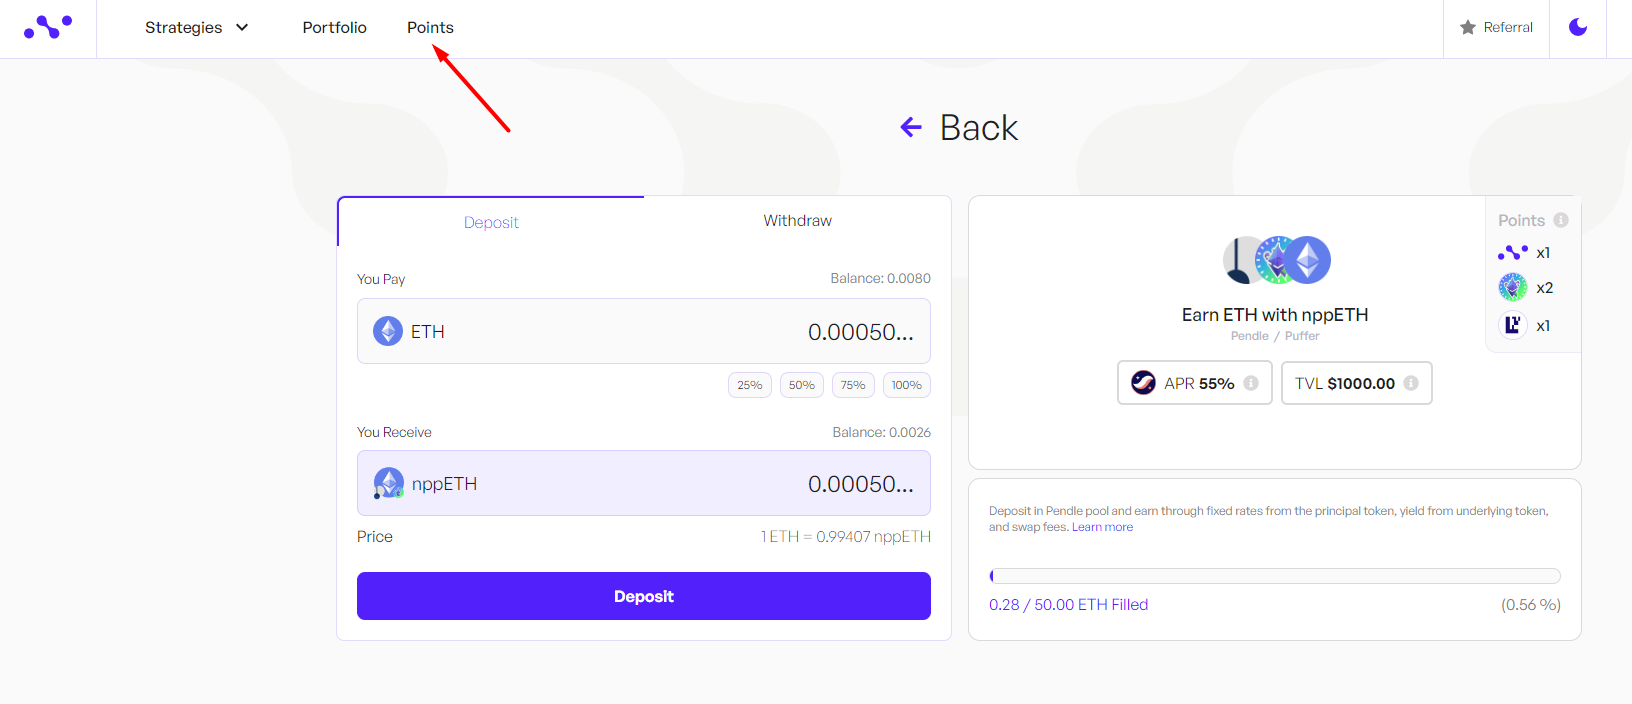 Strategies Portfolio Points Referral
Back
Deposit Withdraw
You Pay Balance: 0.0080
ETH 0.00050...
25% 50% 75% 100%
You Receive Balance: 0.0026
nppETH 0.00050...
Price 1 ETH = 0.99407 nppETH
Deposit
Points
x1
x2
x1
Earn ETH with nppETH
Pendle / Puffer
APR 55% TVL $1000.00
Deposit in Pendle pool and earn through fixed rates from the principal token, yield from underlying token,
and swap fees. Learn more
0.28 / 50.00 ETH Filled (0.56 %)